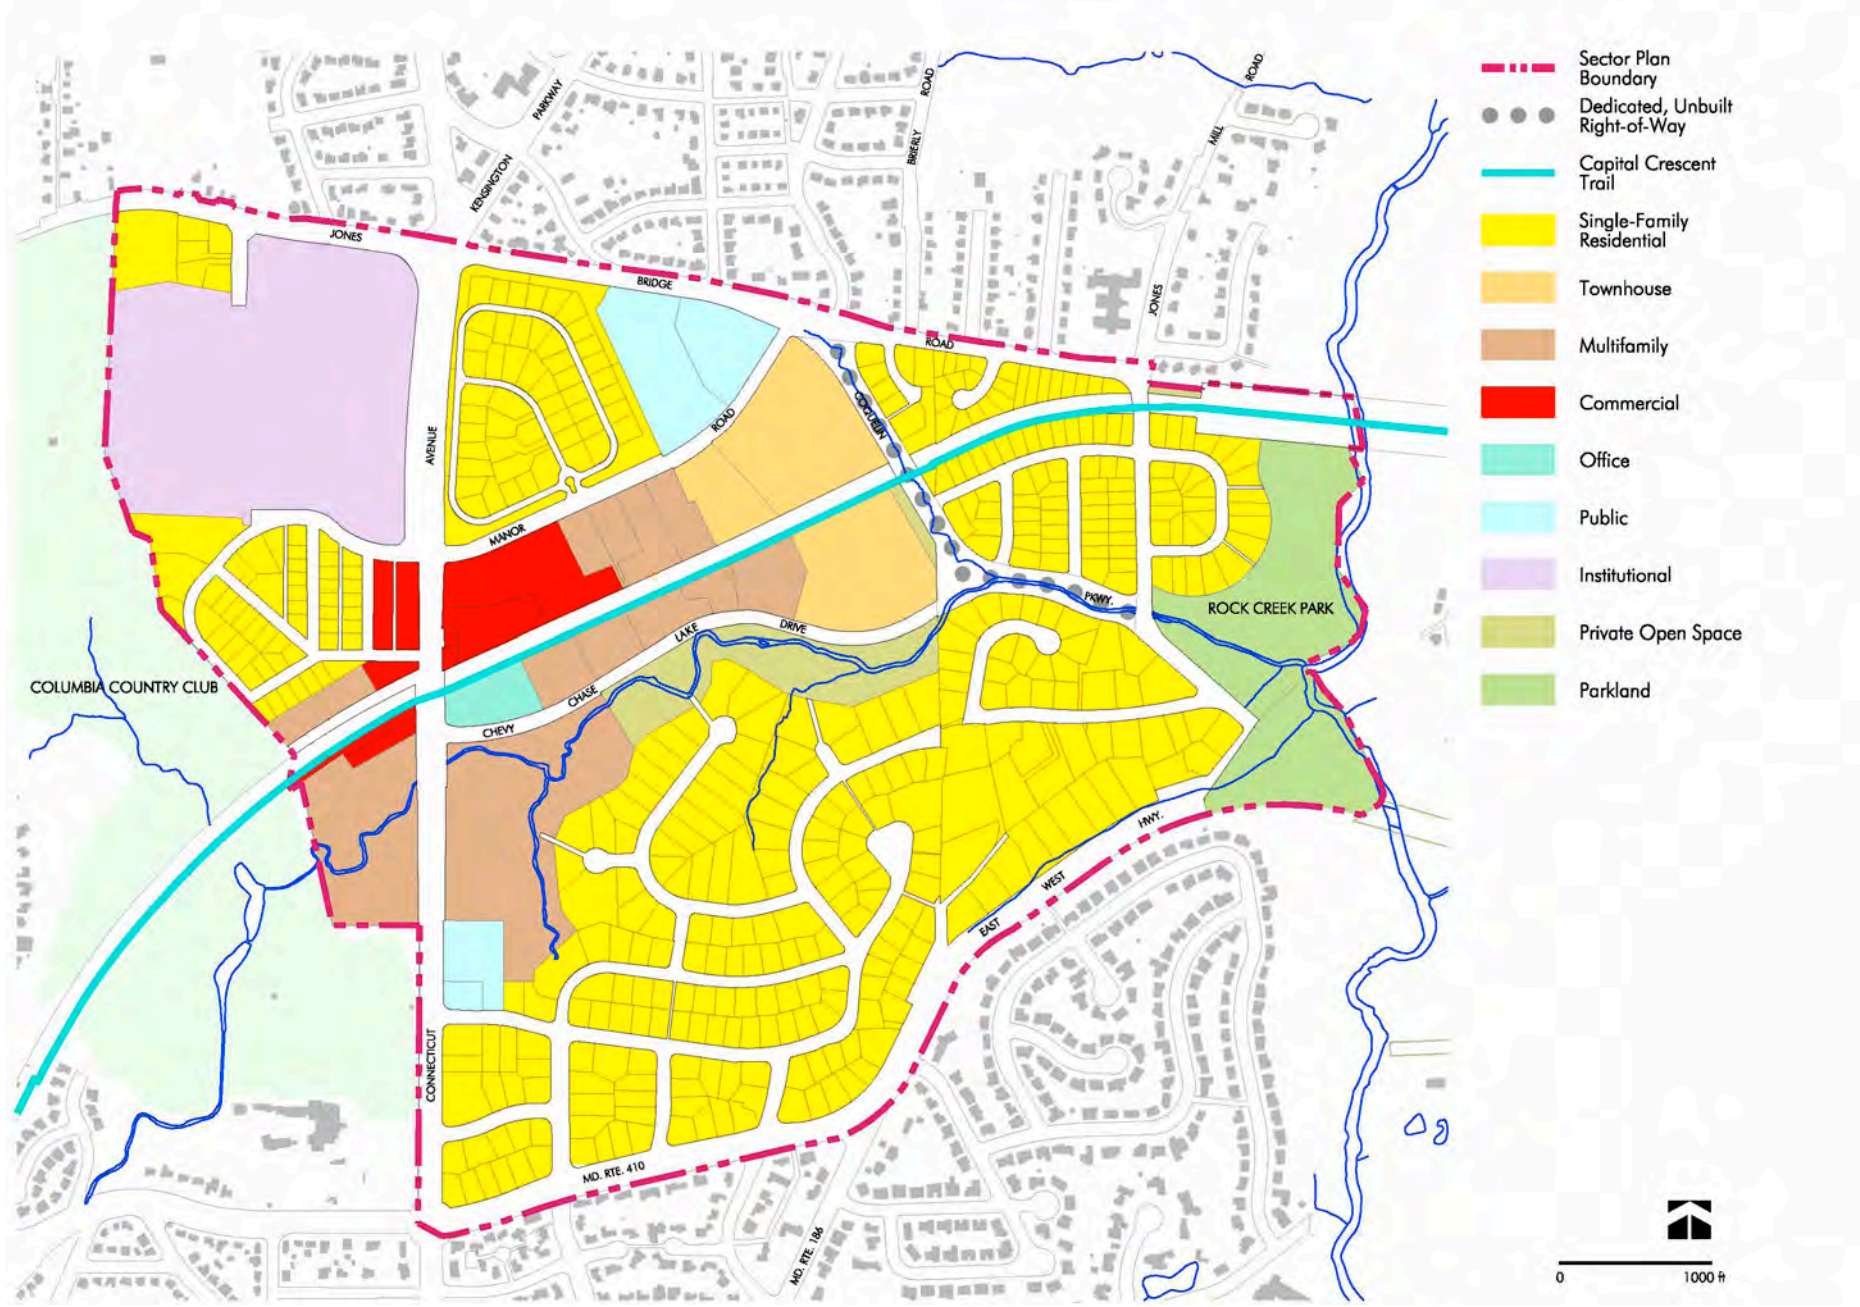 ROAD
ROAD
PARKWAY
BRIERLY
MILL
KENSINGTON
JONES
BRIDGE
JONES
ROAD
COQUELIN
ROAD
AVENUE
MANOR
PKWY.
ROCK CREEK PARK
DRIVE
LAKE
COLUMBIA COUNTRY CLUB
CHASE
CHEVY
HWY.
WEST
EAST
CONNECTICUT
MD. RTE. 410
MD. RTE. 186
Sector Plan
Boundary
Dedicated, Unbuilt
Right-of-Way
Capital Crescent
Trail
Single-Family
Residential
Townhouse
Multifamily
Commercial
Office
Public
Institutional
Private Open Space
Parkland
0 1000 ft